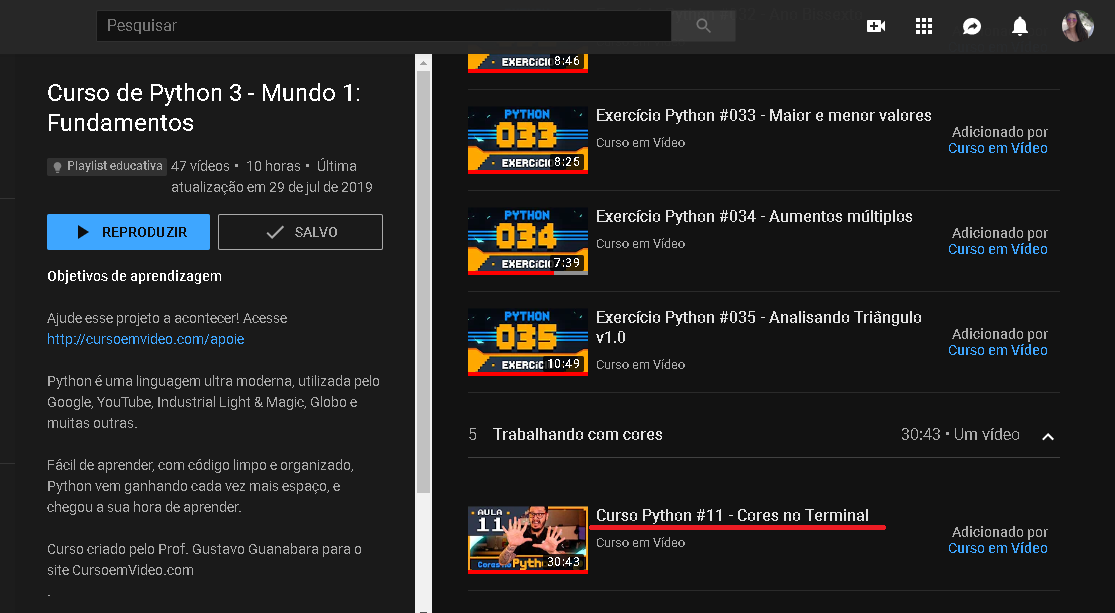 Pesquisar
Curso de Python 3 - Mundo 1:
Fundamentos
Playlist educativa 47 vídeos • 10 horas • Última
atualização em 29 de jul de 2019
REPRODUZIR
SALVO
Objetivos de aprendizagem
Ajude esse projeto a acontecer! Acesse
http://cursoemvideo.com/apoie
Python é uma linguagem ultra moderna, utilizada pelo
Google, YouTube, Industrial Light & Magic, Globo e
muitas outras.
Fácil de aprender, com código limpo e organizado,
Python vem ganhando cada vez mais espaço, e
chegou a sua hora de aprender.
Curso criado pelo Prof. Gustavo Guanabara para o
site CursoemVideo.com
.
EXERCÍCIO
8:46
PYTHON
033
EXERCÍCI
8:26
Exercício Python #033 - Maior e menor valores
Curso em Vídeo
Adicionado por
Curso em Vídeo
PYTHON
034
EXERCÍCI
7:39
Exercício Python #034 - Aumentos múltiplos
Curso em Vídeo
Adicionado por
Curso em Vídeo
PYTHON
035
EXERCÍC
10:49
Exercício Python #035 - Analisando Triângulo
v1.0
Curso em Vídeo
Adicionado por
Curso em Vídeo
5 Trabalhando com cores
30:43 • Um vídeo
AULA
11
Cores no Pytho
30:43
Curso Python #11 - Cores no Terminal
Curso em Vídeo
Adicionado por
Curso em Vídeo